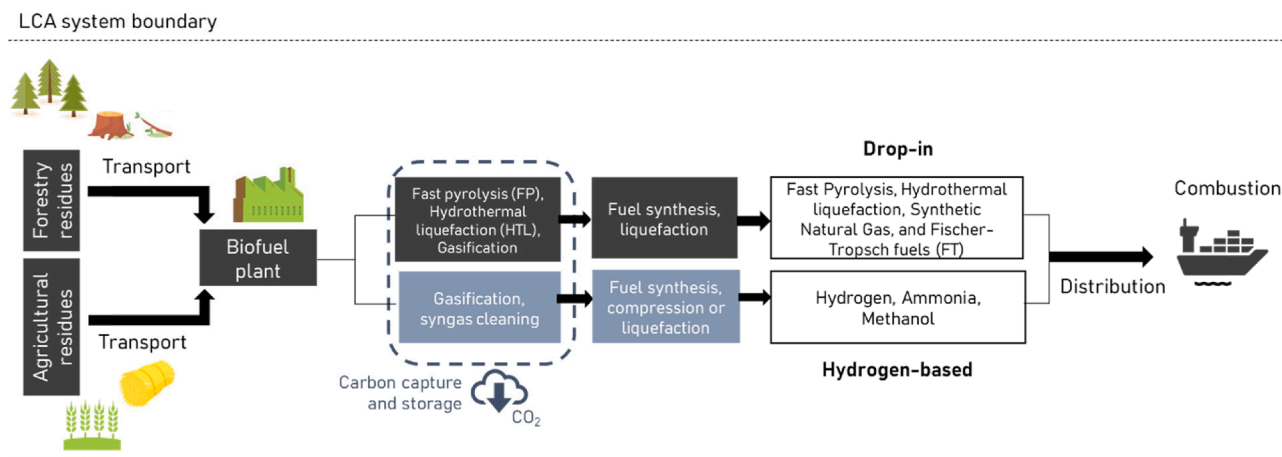 LCA system boundary
Forestry
residues
Transport
Agricultural
residues
Transport
Biofuel
plant
Fast pyrolysis (FP),
Hydrothermal
liquefaction (HTL),
Gasification
Gasification,
syngas cleaning
Carbon capture
and storage
CO₂
Fuel synthesis,
liquefaction
Fuel synthesis,
compression or
liquefaction
Drop-in
Fast Pyrolysis, Hydrothermal
liquefaction, Synthetic
Natural Gas, and Fischer-
Tropsch fuels (FT)
Hydrogen, Ammonia,
Methanol
Hydrogen-based
Distribution
Combustion